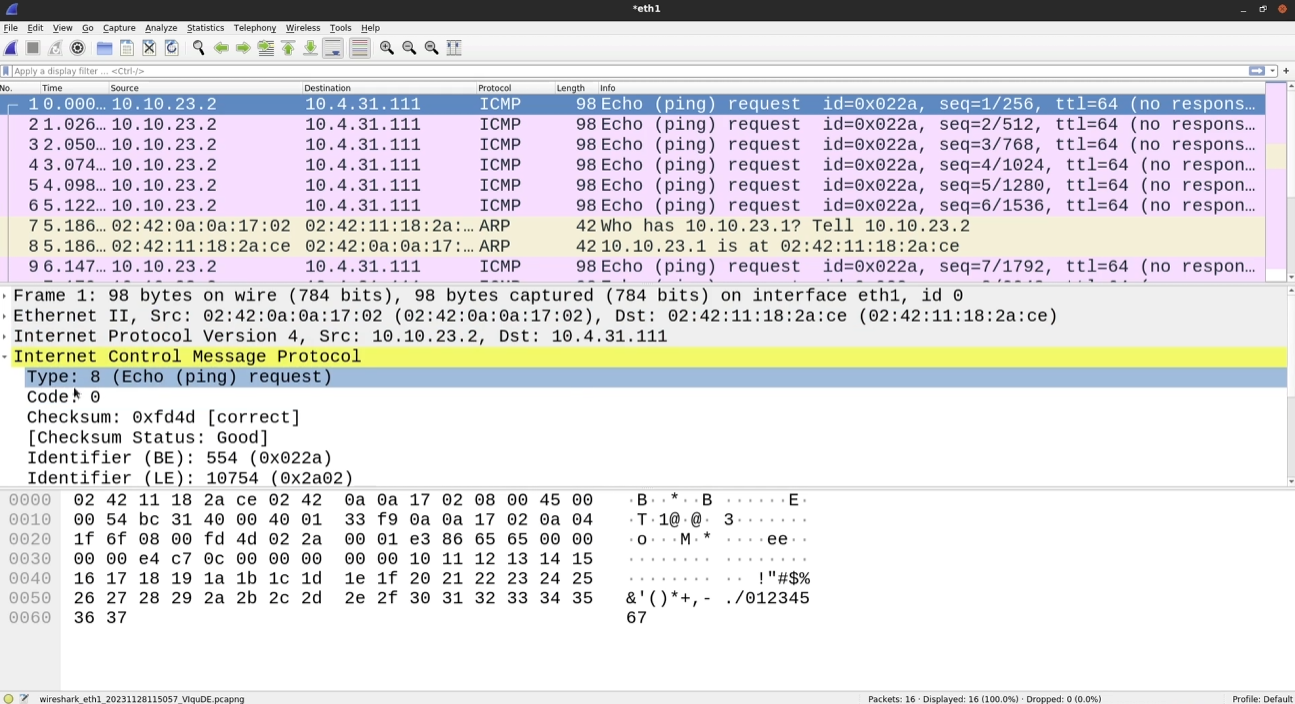 *eth1
File Edit View Go Capture Analyze Statistics Telephony Wireless Tools Help
Apply a display filter ... <Ctrl-/>
No. Time Source Destination Protocol Length Info
1 0.000… 10.10.23.2 10.4.31.111 ICMP 98 Echo (ping) request id=0x022a, seq=1/256, ttl=64 (no respons…
2 1.026… 10.10.23.2 10.4.31.111 ICMP 98 Echo (ping) request id=0x022a, seq=2/512, ttl=64 (no respons…
3 2.050… 10.10.23.2 10.4.31.111 ICMP 98 Echo (ping) request id=0x022a, seq=3/768, ttl=64 (no respons…
4 3.074… 10.10.23.2 10.4.31.111 ICMP 98 Echo (ping) request id=0x022a, seq=4/1024, ttl=64 (no respon…
5 4.098… 10.10.23.2 10.4.31.111 ICMP 98 Echo (ping) request id=0x022a, seq=5/1280, ttl=64 (no respon…
6 5.122… 10.10.23.2 10.4.31.111 ICMP 98 Echo (ping) request id=0x022a, seq=6/1536, ttl=64 (no respon…
7 5.186… 02:42:0a:0a:17:02 02:42:11:18:2a:… ARP 42 Who has 10.10.23.1? Tell 10.10.23.2
8 5.186… 02:42:11:18:2a:ce 02:42:0a:0a:17:… ARP 42 10.10.23.1 is at 02:42:11:18:2a:ce
9 6.147… 10.10.23.2 10.4.31.111 ICMP 98 Echo (ping) request id=0x022a, seq=7/1792, ttl=64 (no respon…
Frame 1: 98 bytes on wire (784 bits), 98 bytes captured (784 bits) on interface eth1, id 0
Ethernet II, Src: 02:42:0a:0a:17:02 (02:42:0a:0a:17:02), Dst: 02:42:11:18:2a:ce (02:42:11:18:2a:ce)
Internet Protocol Version 4, Src: 10.10.23.2, Dst: 10.4.31.111
Internet Control Message Protocol
Type: 8 (Echo (ping) request)
Code: 0
Checksum: 0xfd4d [correct]
[Checksum Status: Good]
Identifier (BE): 554 (0x022a)
Identifier (LE): 10754 (0x2a02)
0000 02 42 11 18 2a ce 02 42 0a 0a 17 02 08 00 45 00 ·B··*··B ······E·
0010 00 54 bc 31 40 00 40 01 33 f9 0a 0a 17 02 0a 04 ·T·1@·@· 3·······
0020 1f 6f 08 00 fd 4d 02 2a 00 01 e3 86 65 65 00 00 ·o···M·* ····ee··
0030 00 00 e4 c7 0c 00 00 00 00 00 10 11 12 13 14 15 ········ ········
0040 16 17 18 19 1a 1b 1c 1d 1e 1f 20 21 22 23 24 25 ········ ·· !"#$%
0050 26 27 28 29 2a 2b 2c 2d 2e 2f 30 31 32 33 34 35 &'()*+,- ./012345
0060 36 37 67
wireshark_eth1_20231128115057_VIquDE.pcapng Packets: 16 · Displayed: 16 (100.0%) · Dropped: 0 (0.0%) Profile: Default